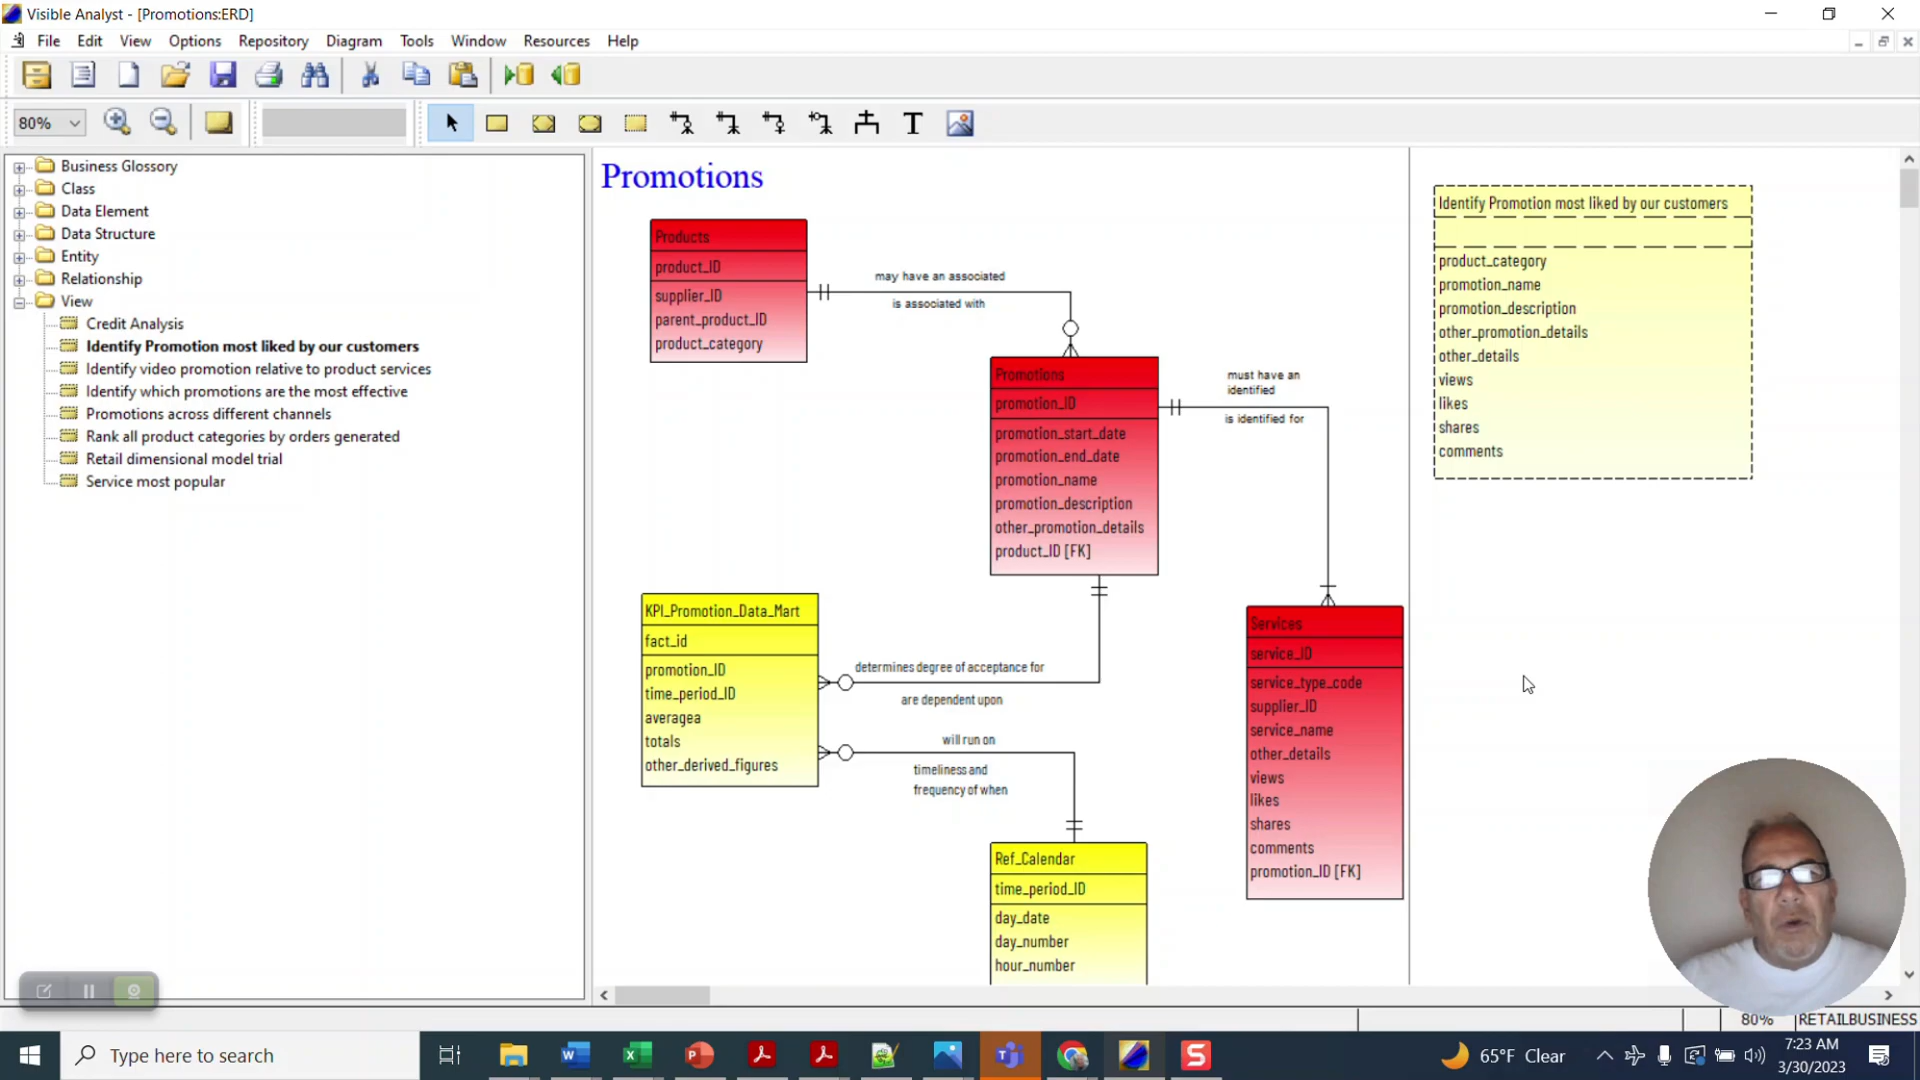 Visible Analyst - [Promotions:ERD]
File Edit View Options Repository Diagram Tools Window Resources Help
80%
Business Glossary
Class
Data Element
Data Structure
Entity
Relationship
View
Credit Analysis
Identify Promotion most liked by our customers
Identify video promotion relative to product services
Identify which promotions are the most effective
Promotions across different channels
Rank all product categories by orders generated
Retail dimensional model trial
Service most popular
Promotions
Products
product_ID
supplier_ID
parent_product_ID
product_category
may have an associated
is associated with
Promotions
promotion_ID
promotion_start_date
promotion_end_date
promotion_name
promotion_description
other_promotion_details
product_ID [FK]
must have an
identified
is identified for
KPI_Promotion_Data_Mart
fact_id
promotion_ID
time_period_ID
averagea
totals
other_derived_figures
determines degree of acceptance for
are dependent upon
will run on
timeliness and
frequency of when
Ref_Calendar
time_period_ID
day_date
day_number
hour_number
Services
service_ID
service_type_code
supplier_ID
service_name
other_details
views
likes
shares
comments
promotion_ID [FK]
Identify Promotion most liked by our customers
product_category
promotion_name
promotion_description
other_promotion_details
other_details
views
likes
shares
comments
80% RETAILBUSINESS
Type here to search
65°F Clear
7:23 AM
3/30/2023